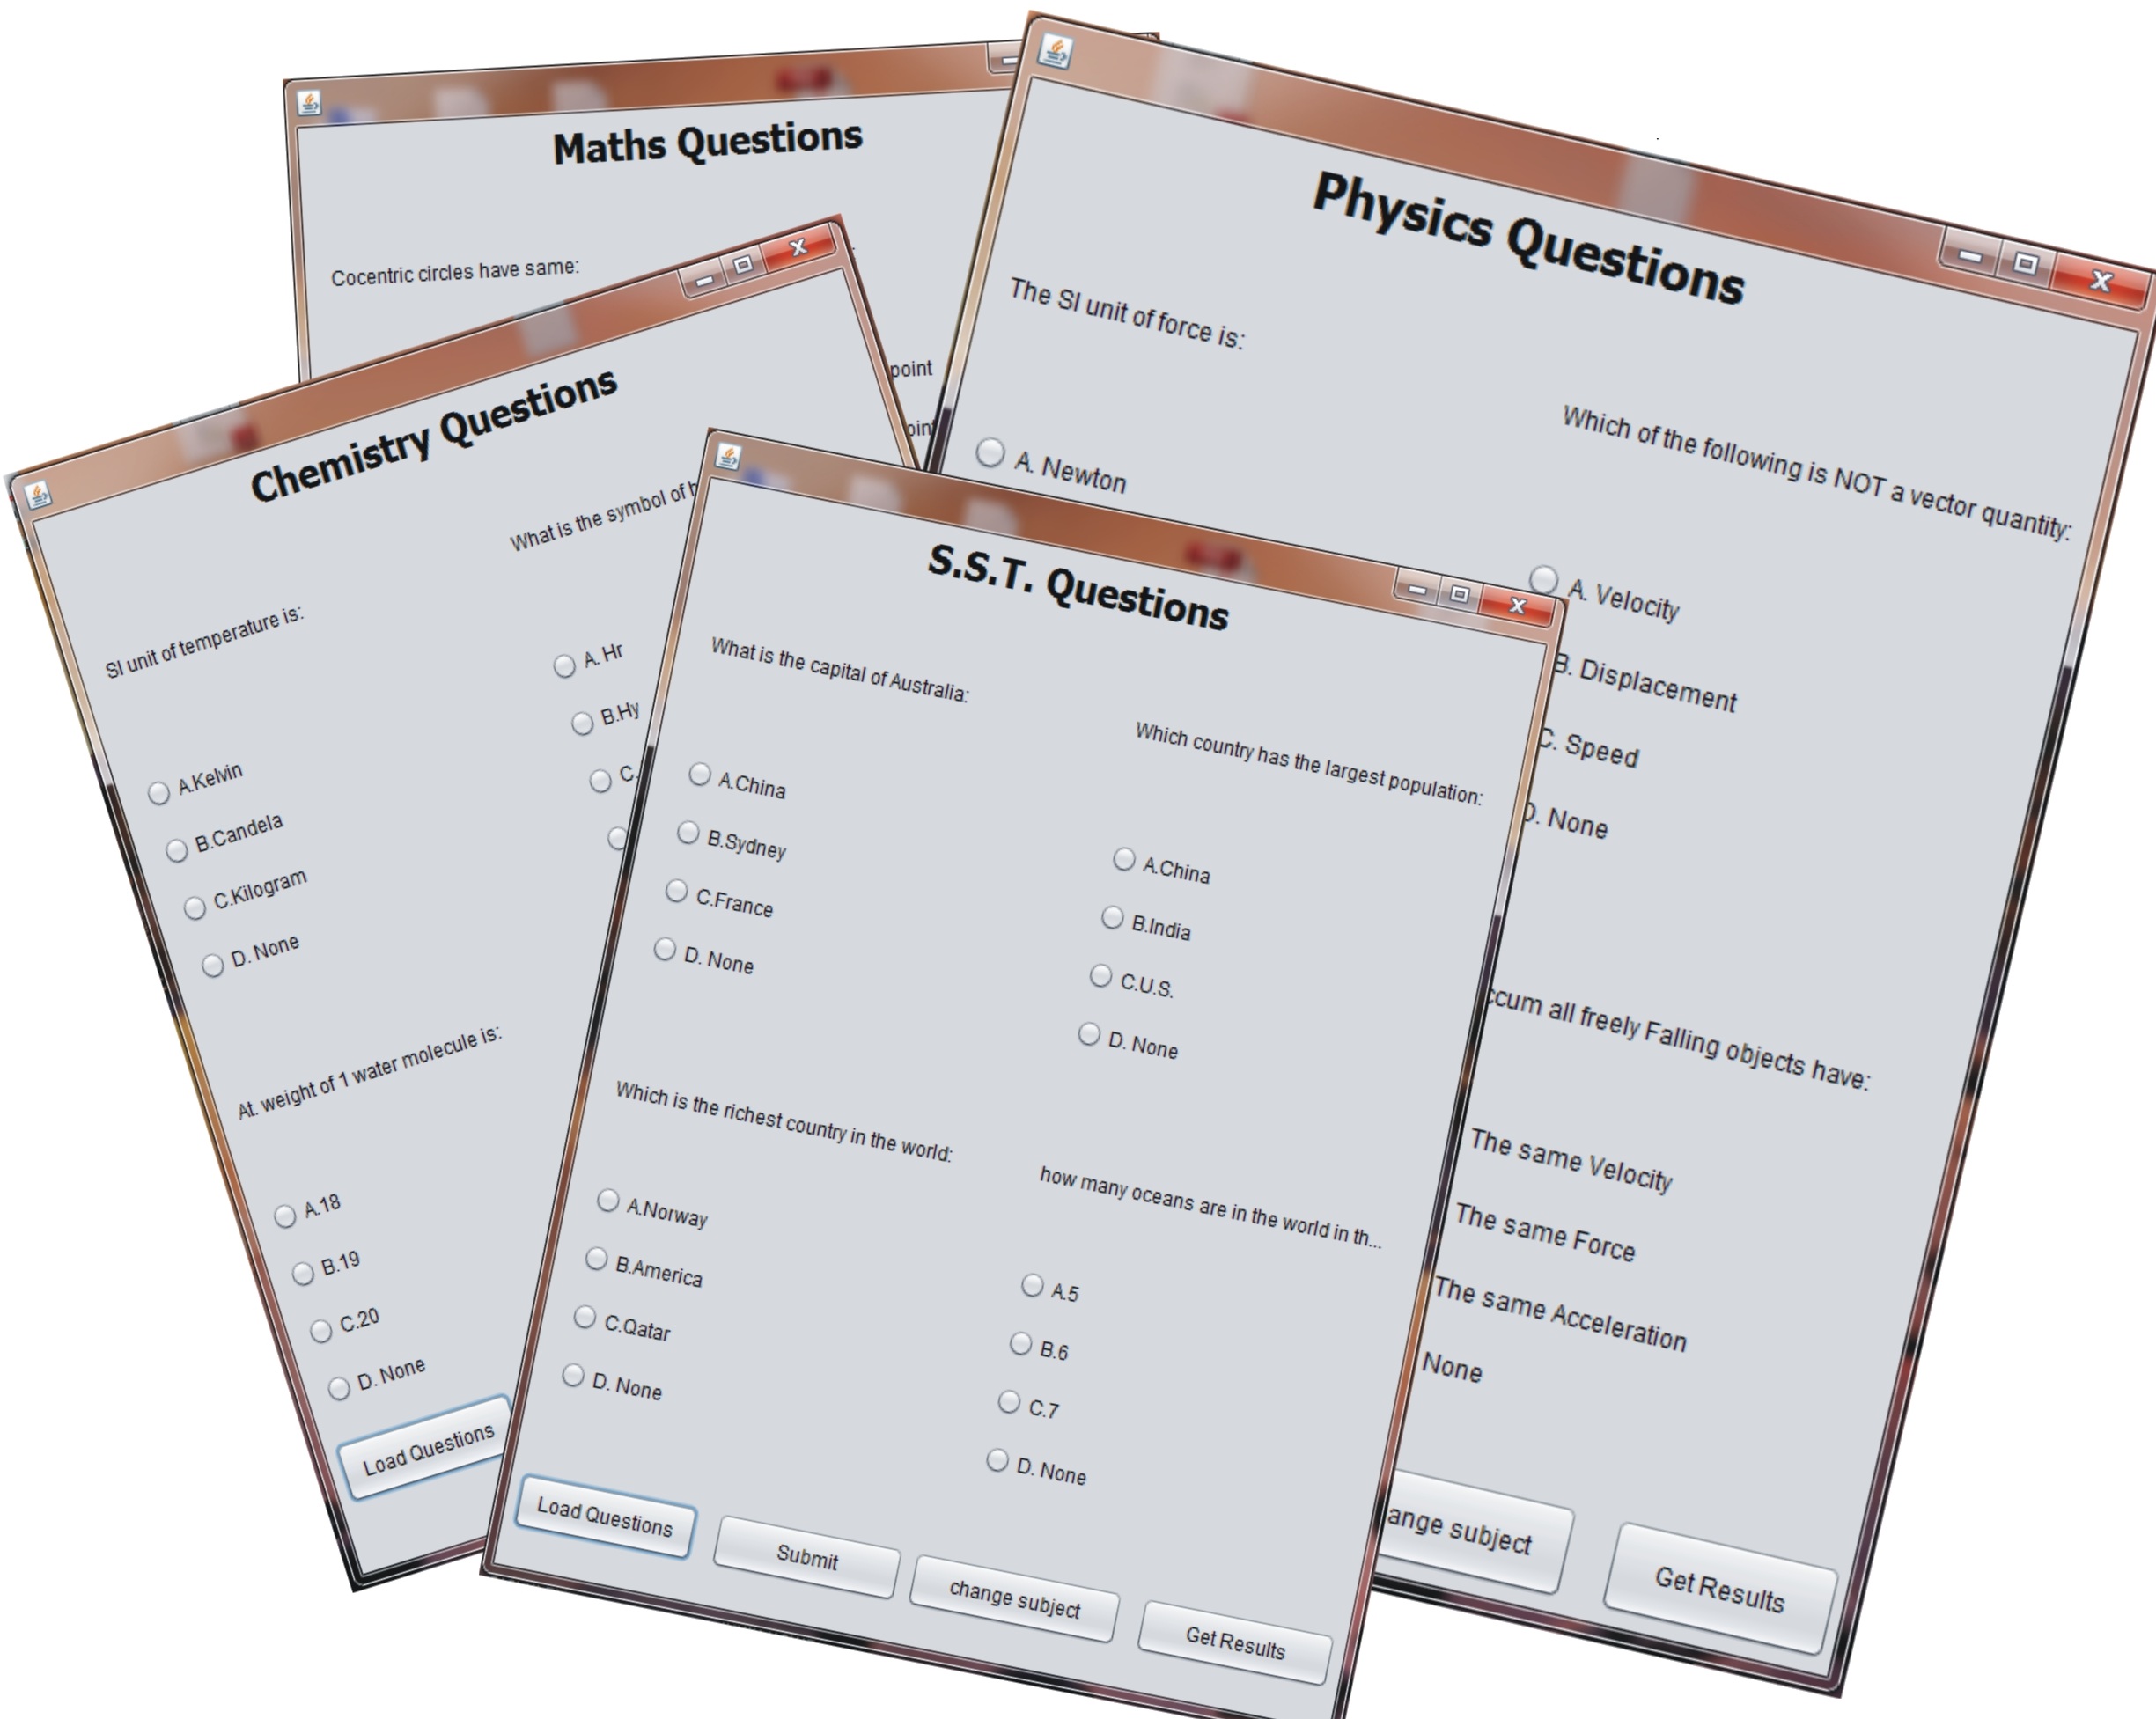 Maths Questions
Cocentric circles have same:
point
Physics Questions
The SI unit of force is:
A. Newton
Which of the following is NOT a vector quantity:
A. Velocity
B. Displacement
C. Speed
D. None
all freely Falling objects have:
The same Velocity
The same Force
The same Acceleration
None
subject
Get Results
Chemistry Questions
SI unit of temperature is:
A.Kelvin
B.Candela
C.Kilogram
D. None
What is the symbol of
A. Hr
B.Hy
C.
At. weight of 1 water molecule is:
A.18
B.19
C.20
D. None
Load Questions
S.S.T. Questions
What is the capital of Australia:
A.China
B.Sydney
C.France
D. None
Which country has the largest population:
A.China
B.India
C.U.S.
D. None
Which is the richest country in the world:
A.Norway
B.America
C.Qatar
D. None
how many oceans are in the world in th...
A.5
B.6
C.7
D. None
Load Questions
Submit
change subject
Get Results